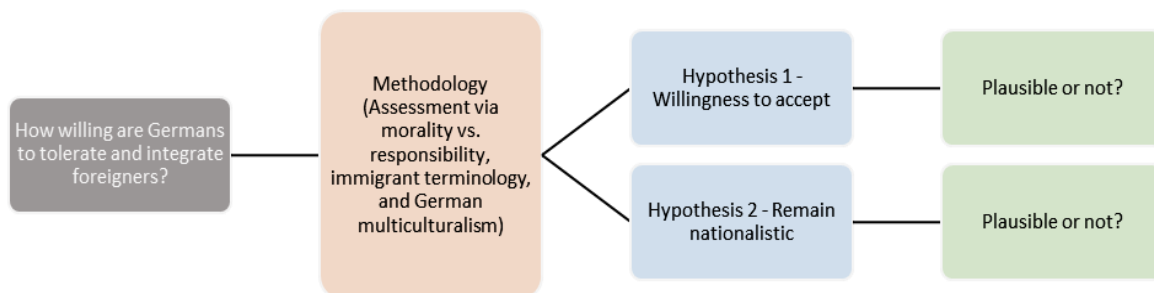 How willing are Germans
to tolerate and integrate
foreigners?
Methodology
(Assessment via
morality vs.
responsibility,
immigrant terminology,
and German
multiculturalism)
Hypothesis 1 -
Willingness to accept
Plausible or not?
Hypothesis 2 - Remain
nationalistic
Plausible or not?